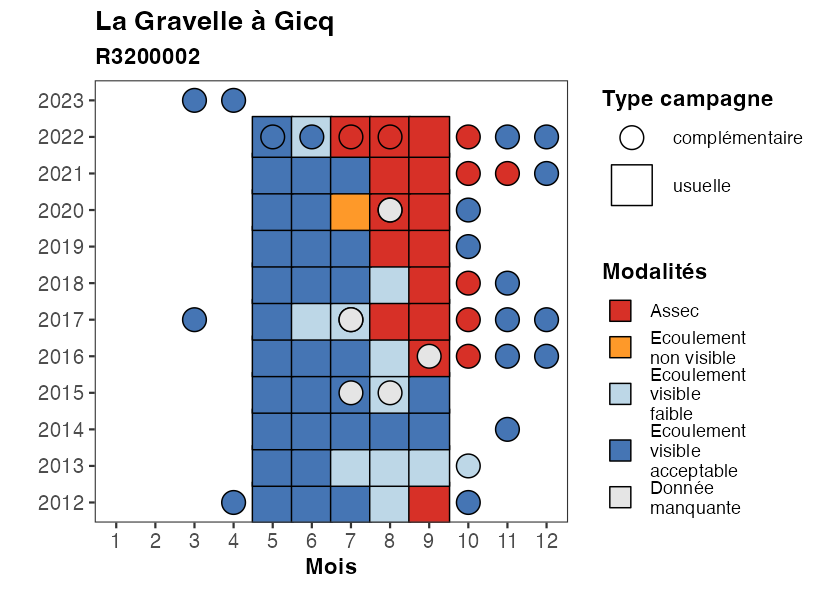 La Gravelle à Gicq
R3200002
2023
2022
2021
2020
2019
2018
2017
2016
2015
2014
2013
2012
1 2 3 4 5 6 7 8 9 10 11 12
Mois
Type campagne
complémentaire
usuelle
Modalités
Assec
Ecoulement
non visible
Ecoulement
visible
faible
Ecoulement
visible
acceptable
Donnée
manquante